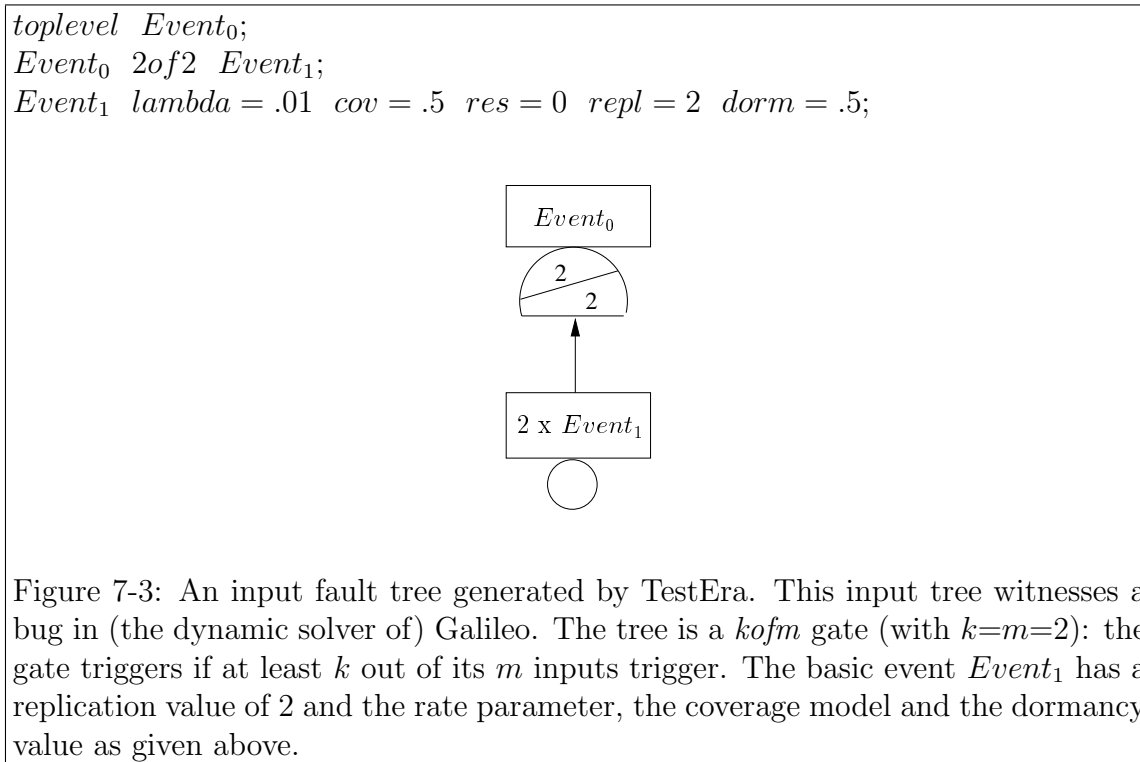 toplevel Event₀;
Event₀ 2of2 Event₁;
Event₁ lambda = .01 cov = .5 res = 0 repl = 2 dorm = .5;
Event₀
2
2
2 x Event₁
Figure 7-3: An input fault tree generated by TestEra. This input tree witnesses a
bug in (the dynamic solver of) Galileo. The tree is a kofm gate (with k=m=2): the
gate triggers if at least k out of its m inputs trigger. The basic event Event₁ has a
replication value of 2 and the rate parameter, the coverage model and the dormancy
value as given above.